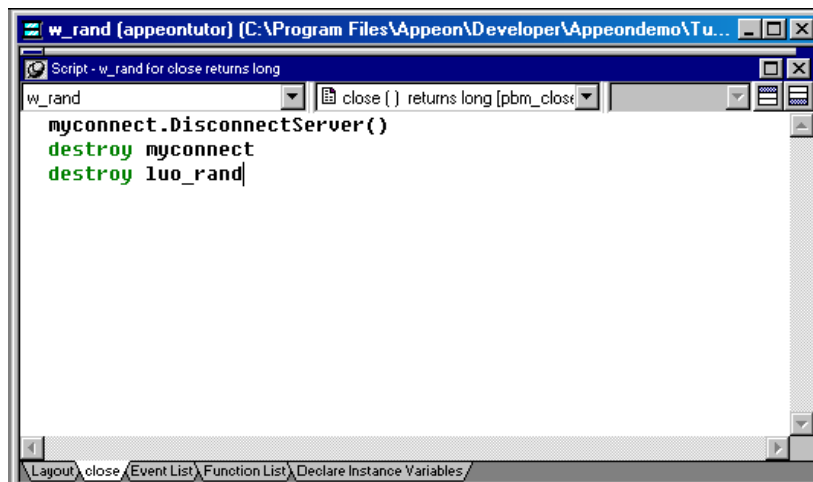 w_rand (appeontutor) (C:\Program Files\Appeon\Developer\Appeondemo\Tu...
Script - w_rand for close returns long
w_rand
close ( ) returns long [pbm_close
myconnect.DisconnectServer()
destroy myconnect
destroy luo_rand
Layout close Event List Function List Declare Instance Variables